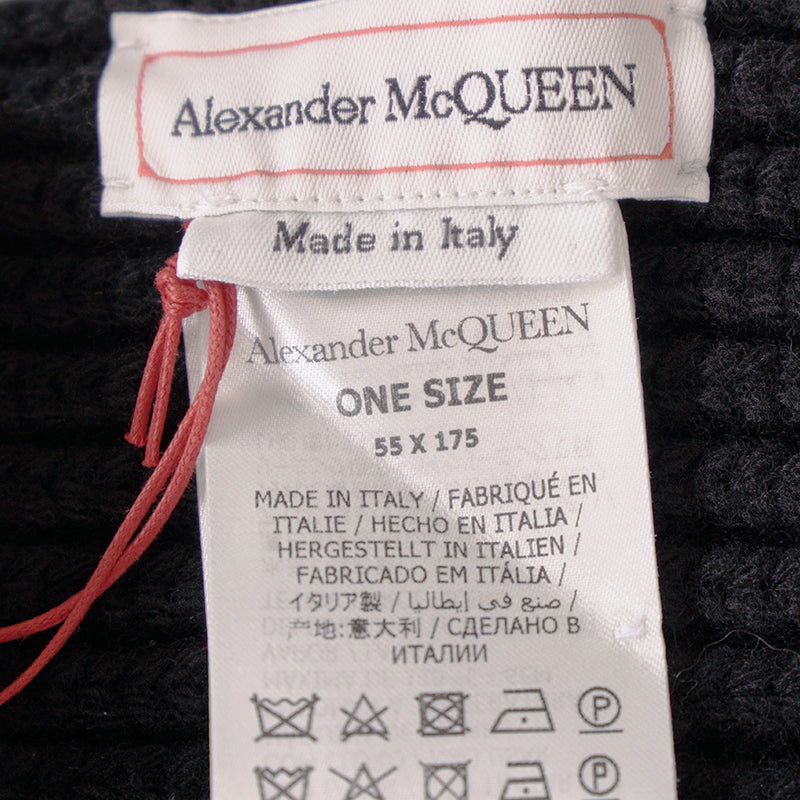 Alexander McQUEEN
Made in Italy
Alexander McQUEEN
ONE SIZE
55 X 175
MADE IN ITALY / FABRIQUÉ EN
ITALIE / HECHO EN ITALIA /
HERGESTELLT IN ITALIEN /
FABRICADO EM ITÁLIA /
イタリア製 / صنع في إيطاليا /
产地:意大利 / СДЕЛАНО В
ИТАЛИИ
P
P